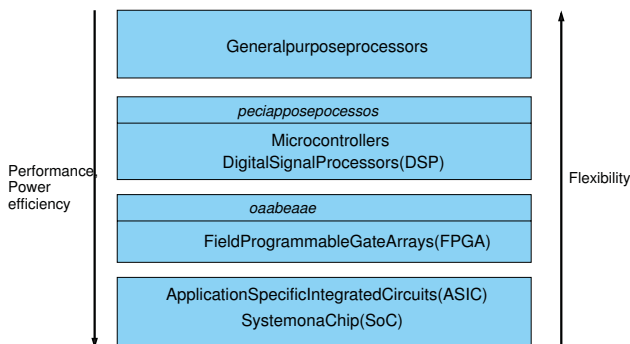 Generalpurposeprocessors
peciapposepocessos
Microcontrollers
DigitalSignalProcessors(DSP)
Performance,
Power
efficiency
Flexibility
oaabeaae
FieldProgrammableGateArrays(FPGA)
ApplicationSpecificIntegratedCircuits(ASIC)
SystemonaChip(SoC)